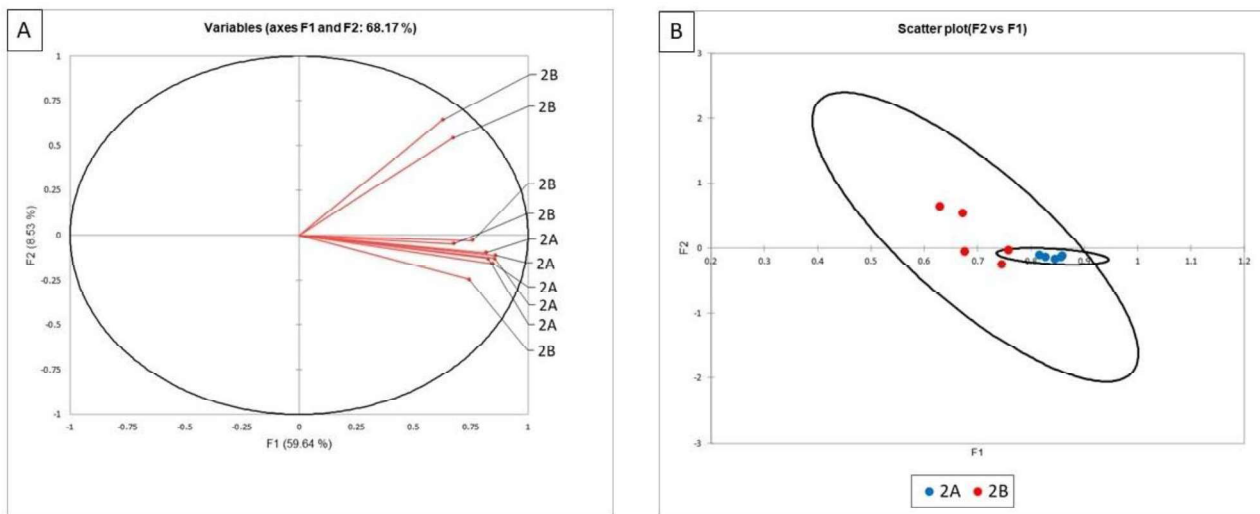 A
Variables (axes F1 and F2: 68.17 %)
1
0.75
0.5
0.25
0
-0.25
-0.5
-0.75
-1
F2 (8.53 %)
2B
2B
2B
2B
2A
2A
2A
2A
2A
2B
-1 -0.75 -0.5 -0.25 0 0.25 0.5 0.75 1
F1 (59.64 %)
B
Scatter plot(F2 vs F1)
3
2
1
0
-1
-2
-3
F2
0.2 0.3 0.4 0.5 0.6 0.7 0.8 0.9 1 1.1 1.2
F1
2A 2B